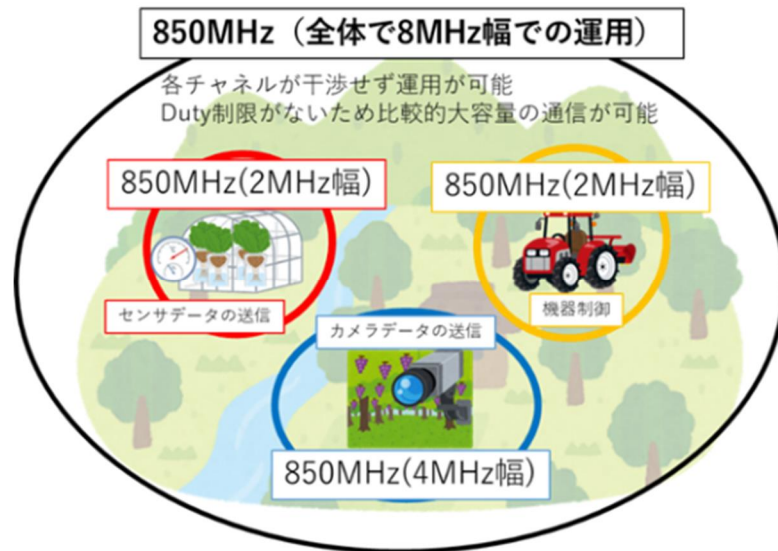 850MHz（全体で8MHz幅での運用）
各チャネルが干渉せず運用が可能
Duty制限がないため比較的大容量の通信が可能
850MHz(2MHz幅)
センサデータの送信
850MHz(2MHz幅)
機器制御
カメラデータの送信
850MHz(4MHz幅)